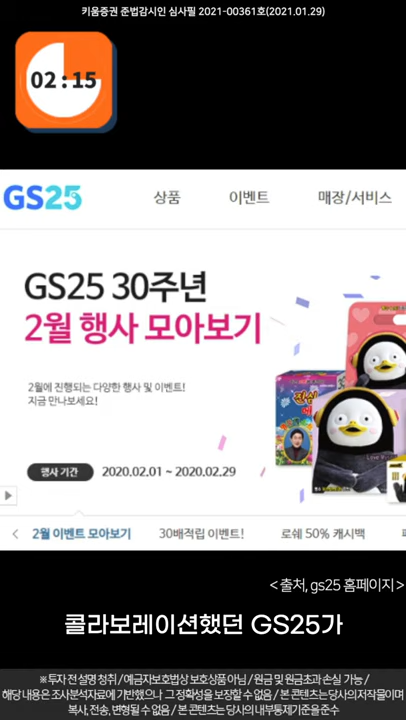 키움증권 준법감시인 심사필 2021-00361호(2021.01.29)
02:15
GS25
상품 이벤트 매장/서비스
GS25 30주년
2월 행사 모아보기
2월에 진행되는 다양한 행사 및 이벤트!
지금 만나보세요!
진심
행사 기간 2020.02.01 ~ 2020.02.29
2월 이벤트 모아보기 30배적립 이벤트! 로쉐 50% 캐시백
<출처, gs25 홈페이지>
콜라보레이션했던 GS25가
※투자 전 설명 청취 / 예금자보호법상 보호상품 아님 / 원금 및 원금초과 손실 가능 /
해당 내용은 조사분석자료에 기반했으나 그 정확성을 보장할 수 없음 / 본 콘텐츠는 당사의 저작물이며
복사, 전송, 변형될 수 없음 / 본 콘텐츠는 당사의 내부통제기준을 준수